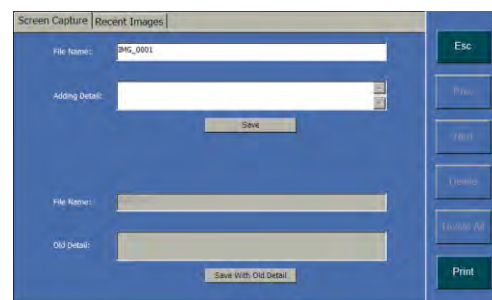 Screen Capture Recent Images
File Name: IMG_0001
Adding Detail:
Save
File Name:
Old Detail:
Save With Old Detail
Esc
Prev
Next
Delete
Delete All
Print